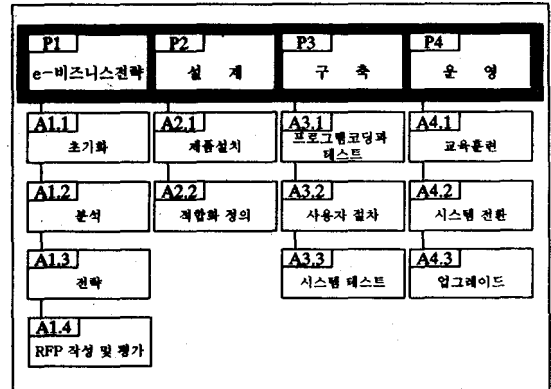 P1
e-비즈니스전략
P2
설 계
P3
구 축
P4
운 영
A1.1
초기화
A2.1
제품설치
A3.1
프로그램코딩과
테스트
A4.1
교육훈련
A1.2
분석
A2.2
적합화 정의
A3.2
사용자 절차
A4.2
시스템 전환
A1.3
전략
A3.3
시스템 테스트
A4.3
업그레이드
A1.4
RFP 작성 및 평가